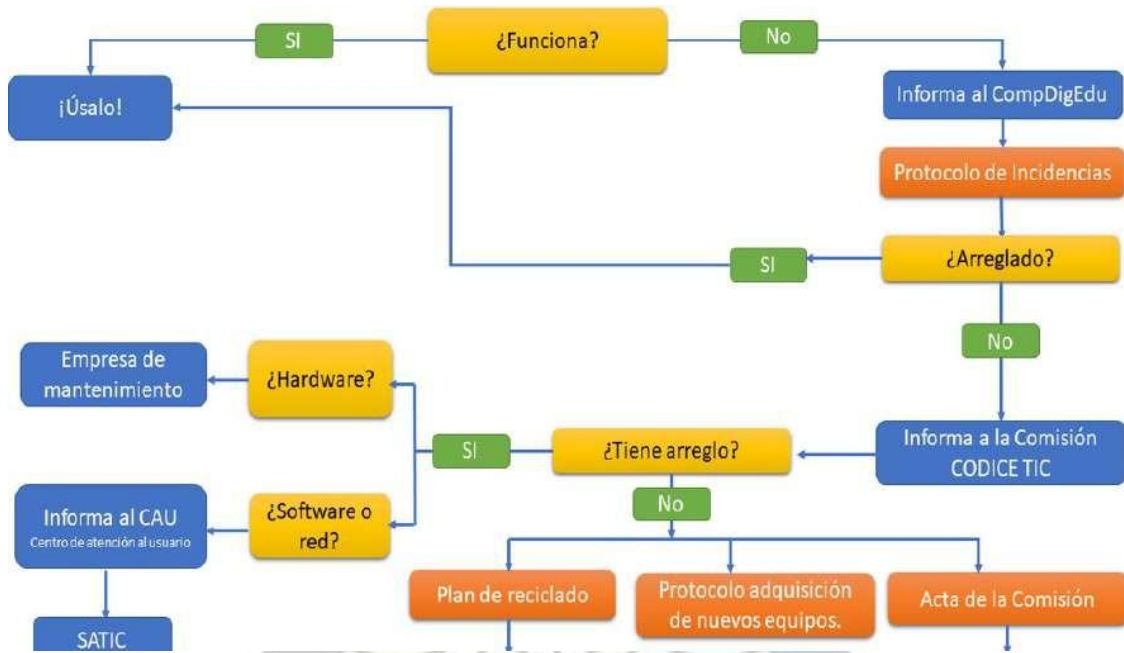 SI
¿Funciona?
No
¡Úsalo!
Informa al CompDigEdu
Protocolo de Incidencias
SI
¿Arreglado?
No
Empresa de
mantenimiento
¿Hardware?
SI
¿Tiene arreglo?
Informa a la Comisión
CODICE TIC
Informa al CAU
Centro de atención al usuario
¿Software o
red?
No
Plan de reciclado
Protocolo adquisición
de nuevos equipos.
Acta de la Comisión
SATIC